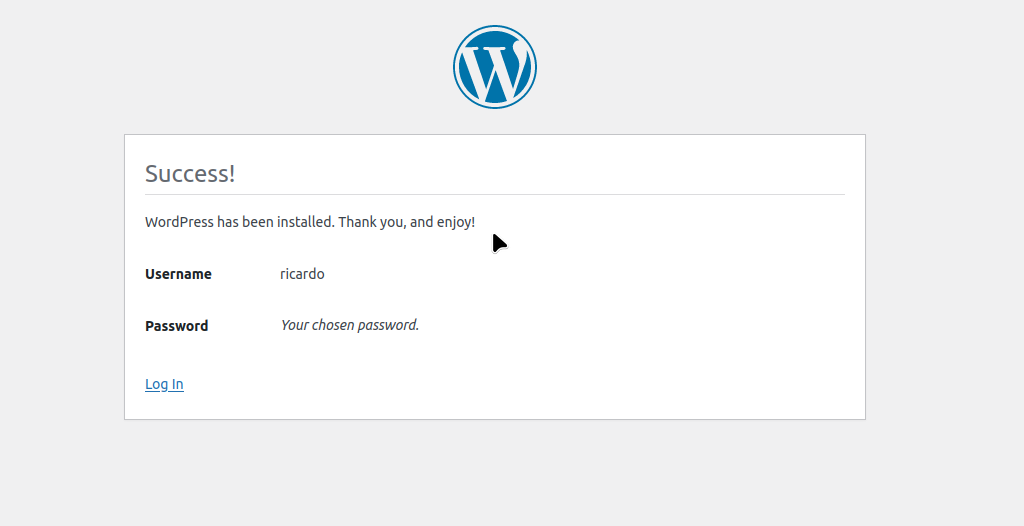 Success!
WordPress has been installed. Thank you, and enjoy!
Username ricardo
Password Your chosen password.
Log In